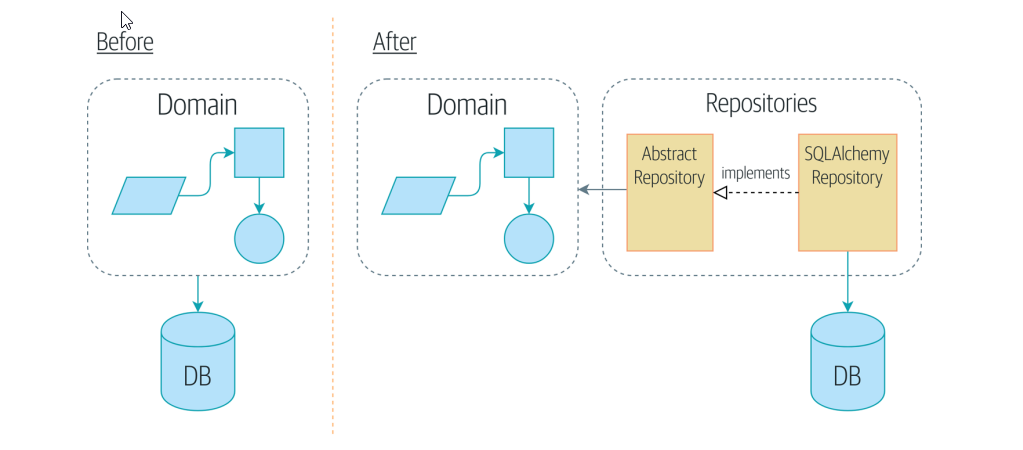 Before
After
Domain
Domain
Repositories
Abstract
Repository
implements
SQLAlchemy
Repository
DB
DB